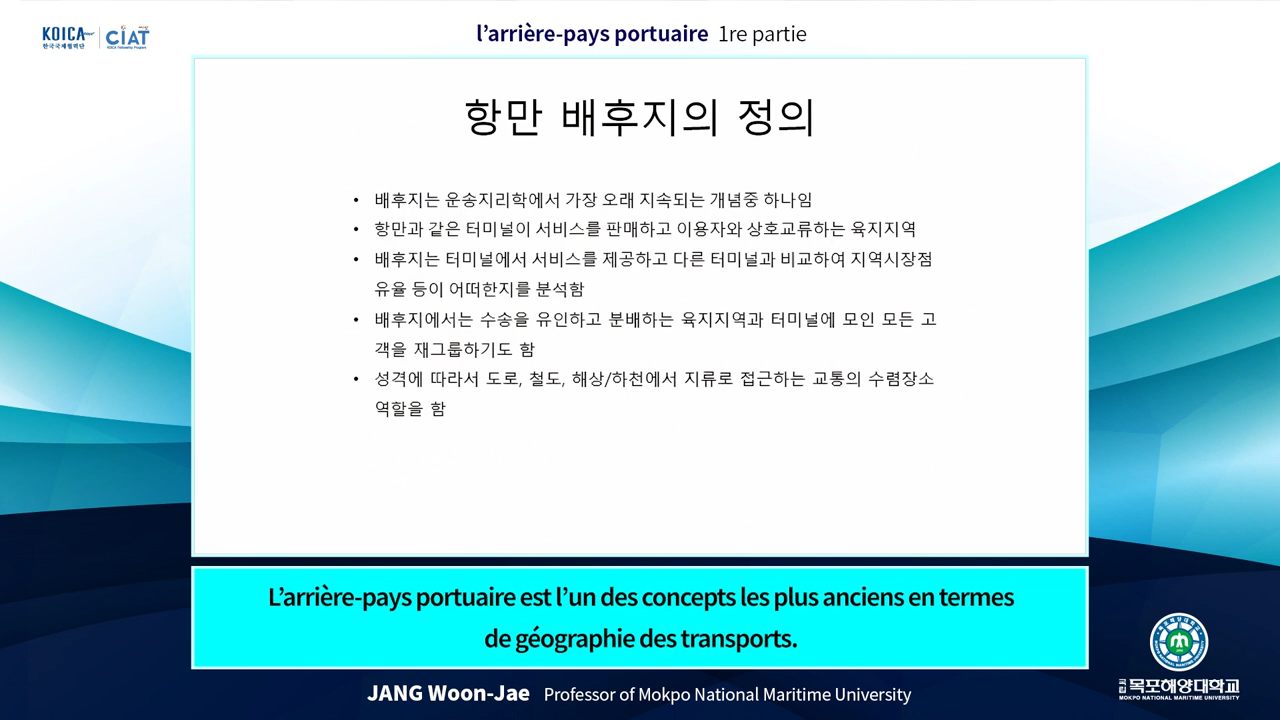 KOICA
한국국제협력단
CIAT
KOICA Fellowship Program
l’arrière-pays portuaire 1re partie
항만 배후지의 정의
• 배후지는 운송지리학에서 가장 오래 지속되는 개념중 하나임
• 항만과 같은 터미널이 서비스를 판매하고 이용자와 상호교류하는 육지지역
• 배후지는 터미널에서 서비스를 제공하고 다른 터미널과 비교하여 지역시장점
유율 등이 어떠한지를 분석함
• 배후지에서는 수송을 유인하고 분배하는 육지지역과 터미널에 모인 모든 고
객을 재그룹하기도 함
• 성격에 따라서 도로, 철도, 해상/하천에서 지류로 접근하는 교통의 수렴장소
역할을 함
L’arrière-pays portuaire est l’un des concepts les plus anciens en termes
de géographie des transports.
JANG Woon-Jae Professor of Mokpo National Maritime University
국립 목포해양대학교
MOKPO NATIONAL MARITIME UNIVERSITY